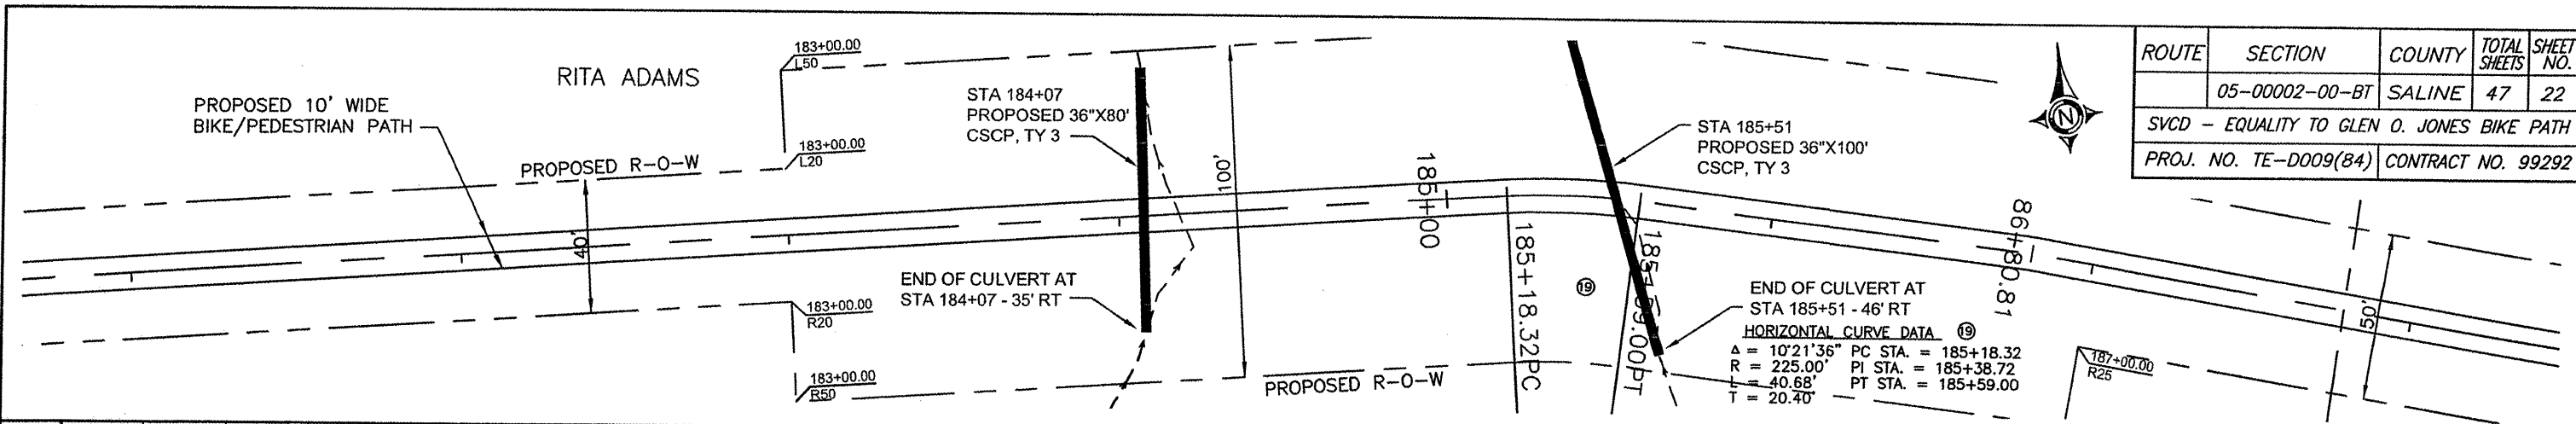 RITA ADAMS
PROPOSED 10' WIDE
BIKE/PEDESTRIAN PATH
PROPOSED R-O-W
40'
183+00.00
L50
183+00.00
L20
183+00.00
R20
183+00.00
R50
STA 184+07
PROPOSED 36"X80'
CSCP, TY 3
END OF CULVERT AT
STA 184+07 - 35' RT
100'
PROPOSED R-O-W
185+00
185+18.32PC
19
185+59.00PT
STA 185+51
PROPOSED 36"X100'
CSCP, TY 3
END OF CULVERT AT
STA 185+51 - 46' RT
HORIZONTAL CURVE DATA 19
Δ = 10°21'36" PC STA. = 185+18.32
R = 225.00' PI STA. = 185+38.72
L = 40.68' PT STA. = 185+59.00
T = 20.40'
86+80.81
187+00.00
R25
50'
N
ROUTE SECTION COUNTY TOTAL SHEETS SHEET NO.
05-00002-00-BT SALINE 47 22
SVCD - EQUALITY TO GLEN O. JONES BIKE PATH
PROJ. NO. TE-D009(84) CONTRACT NO. 99292